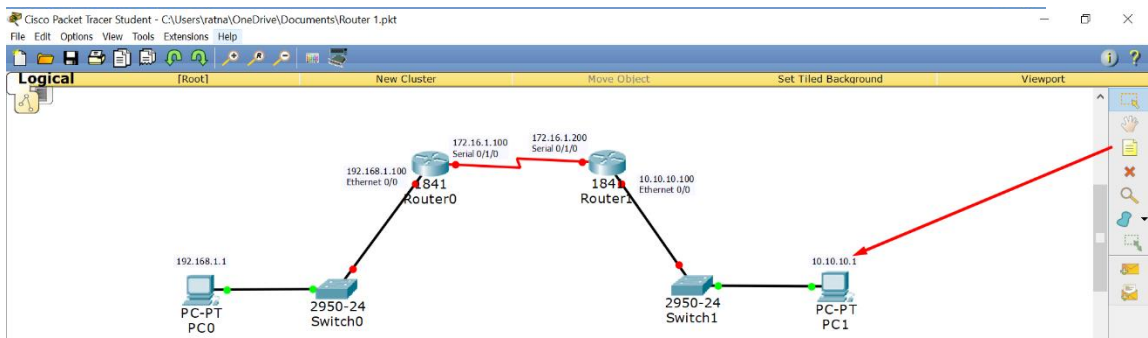 Cisco Packet Tracer Student - C:\Users\ratna\OneDrive\Documents\Router 1.pkt
File Edit Options View Tools Extensions Help
Logical [Root] New Cluster Move Object Set Tiled Background Viewport
172.16.1.100
Serial 0/1/0
172.16.1.200
Serial 0/1/0
192.168.1.100
Ethernet 0/0
1841
Router0
1841
Router1
10.10.10.100
Ethernet 0/0
192.168.1.1
PC-PT
PC0
2950-24
Switch0
2950-24
Switch1
10.10.10.1
PC-PT
PC1